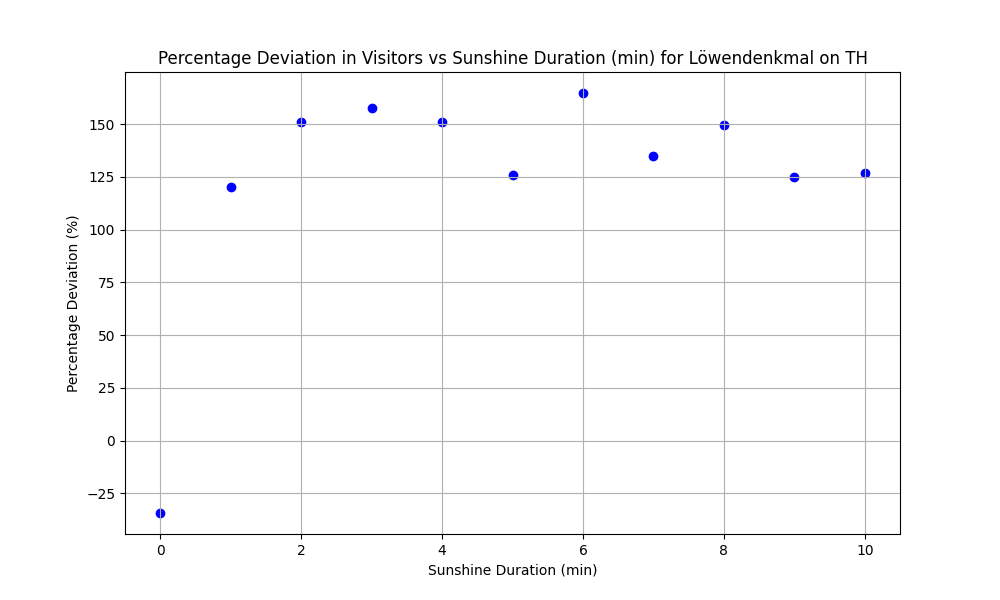 Percentage Deviation in Visitors vs Sunshine Duration (min) for Löwendenkmal on TH
150
125
100
75
50
25
0
−25
Percentage Deviation (%)
0 2 4 6 8 10
Sunshine Duration (min)